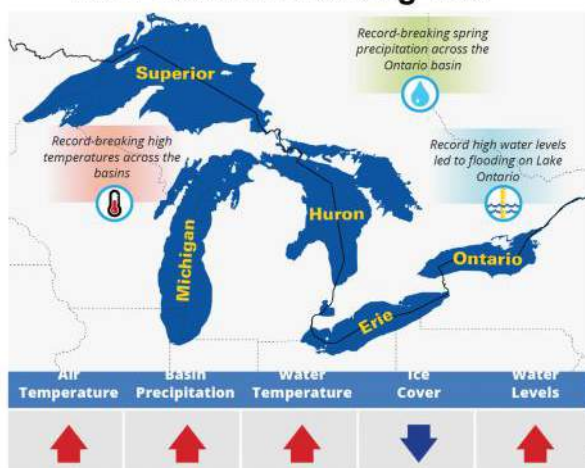 Record-breaking spring
precipitation across the
Ontario basin
Superior
Record-breaking high
temperatures across the
basins
Record high water levels
led to flooding on Lake
Ontario
Huron
Michigan
Ontario
Erie
Air
Temperature
Basin
Precipitation
Water
Temperature
Ice
Cover
Water
Levels